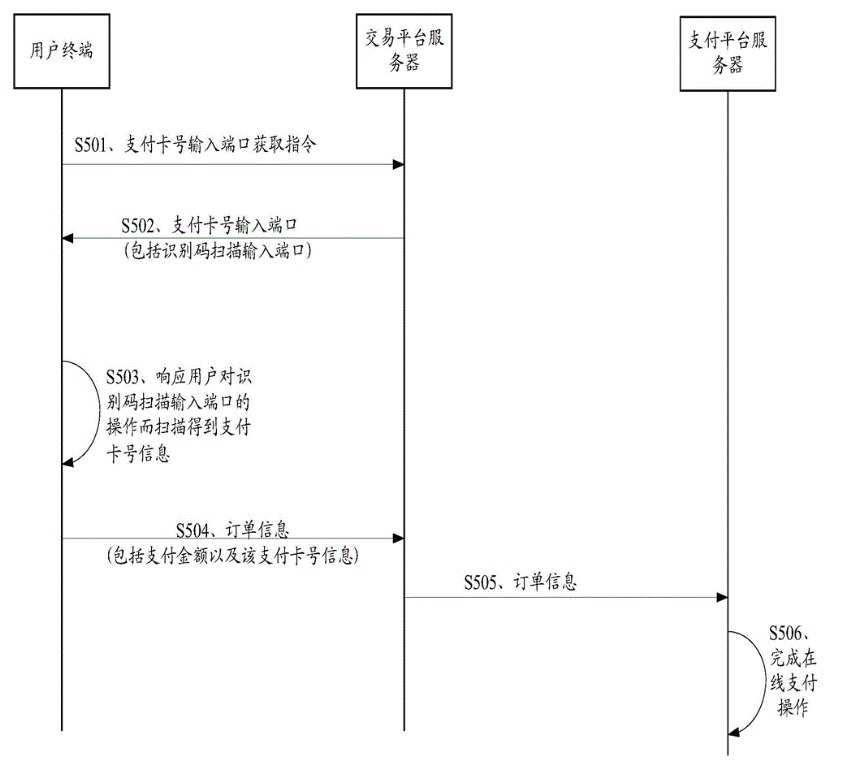 用户终端
交易平台服
务器
支付平台服
务器
S501、支付卡号输入端口获取指令
S502、支付卡号输入端口
(包括识别码扫描输入端口)
S503、响应用户对识
别码扫描输入端口的
操作而扫描得到支付
卡号信息
S504、订单信息
(包括支付金额以及该支付卡号信息)
S505、订单信息
S506、
完成在
线支付
操作